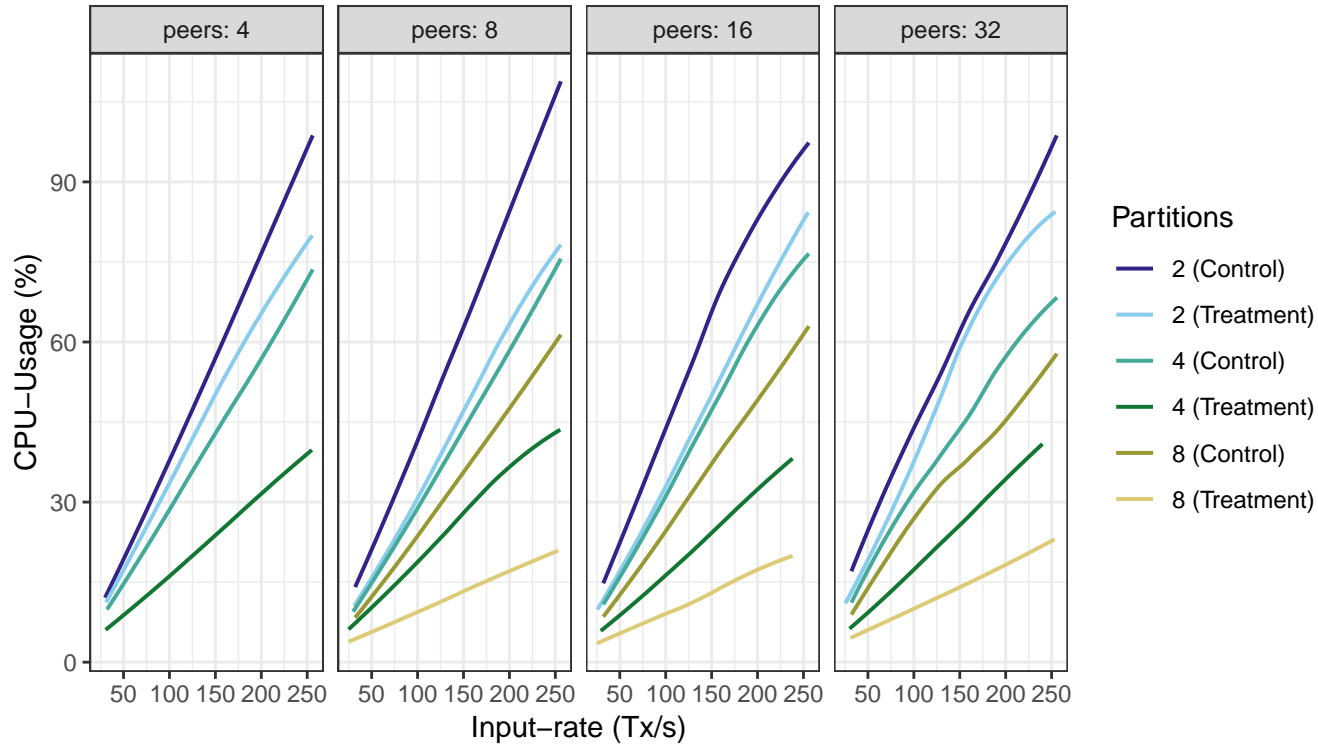 peers: 4
peers: 8
peers: 16
peers: 32
CPU−Usage (%)
90
60
30
0
50 100 150 200 250
50 100 150 200 250
50 100 150 200 250
50 100 150 200 250
Input−rate (Tx/s)
Partitions
2 (Control)
2 (Treatment)
4 (Control)
4 (Treatment)
8 (Control)
8 (Treatment)